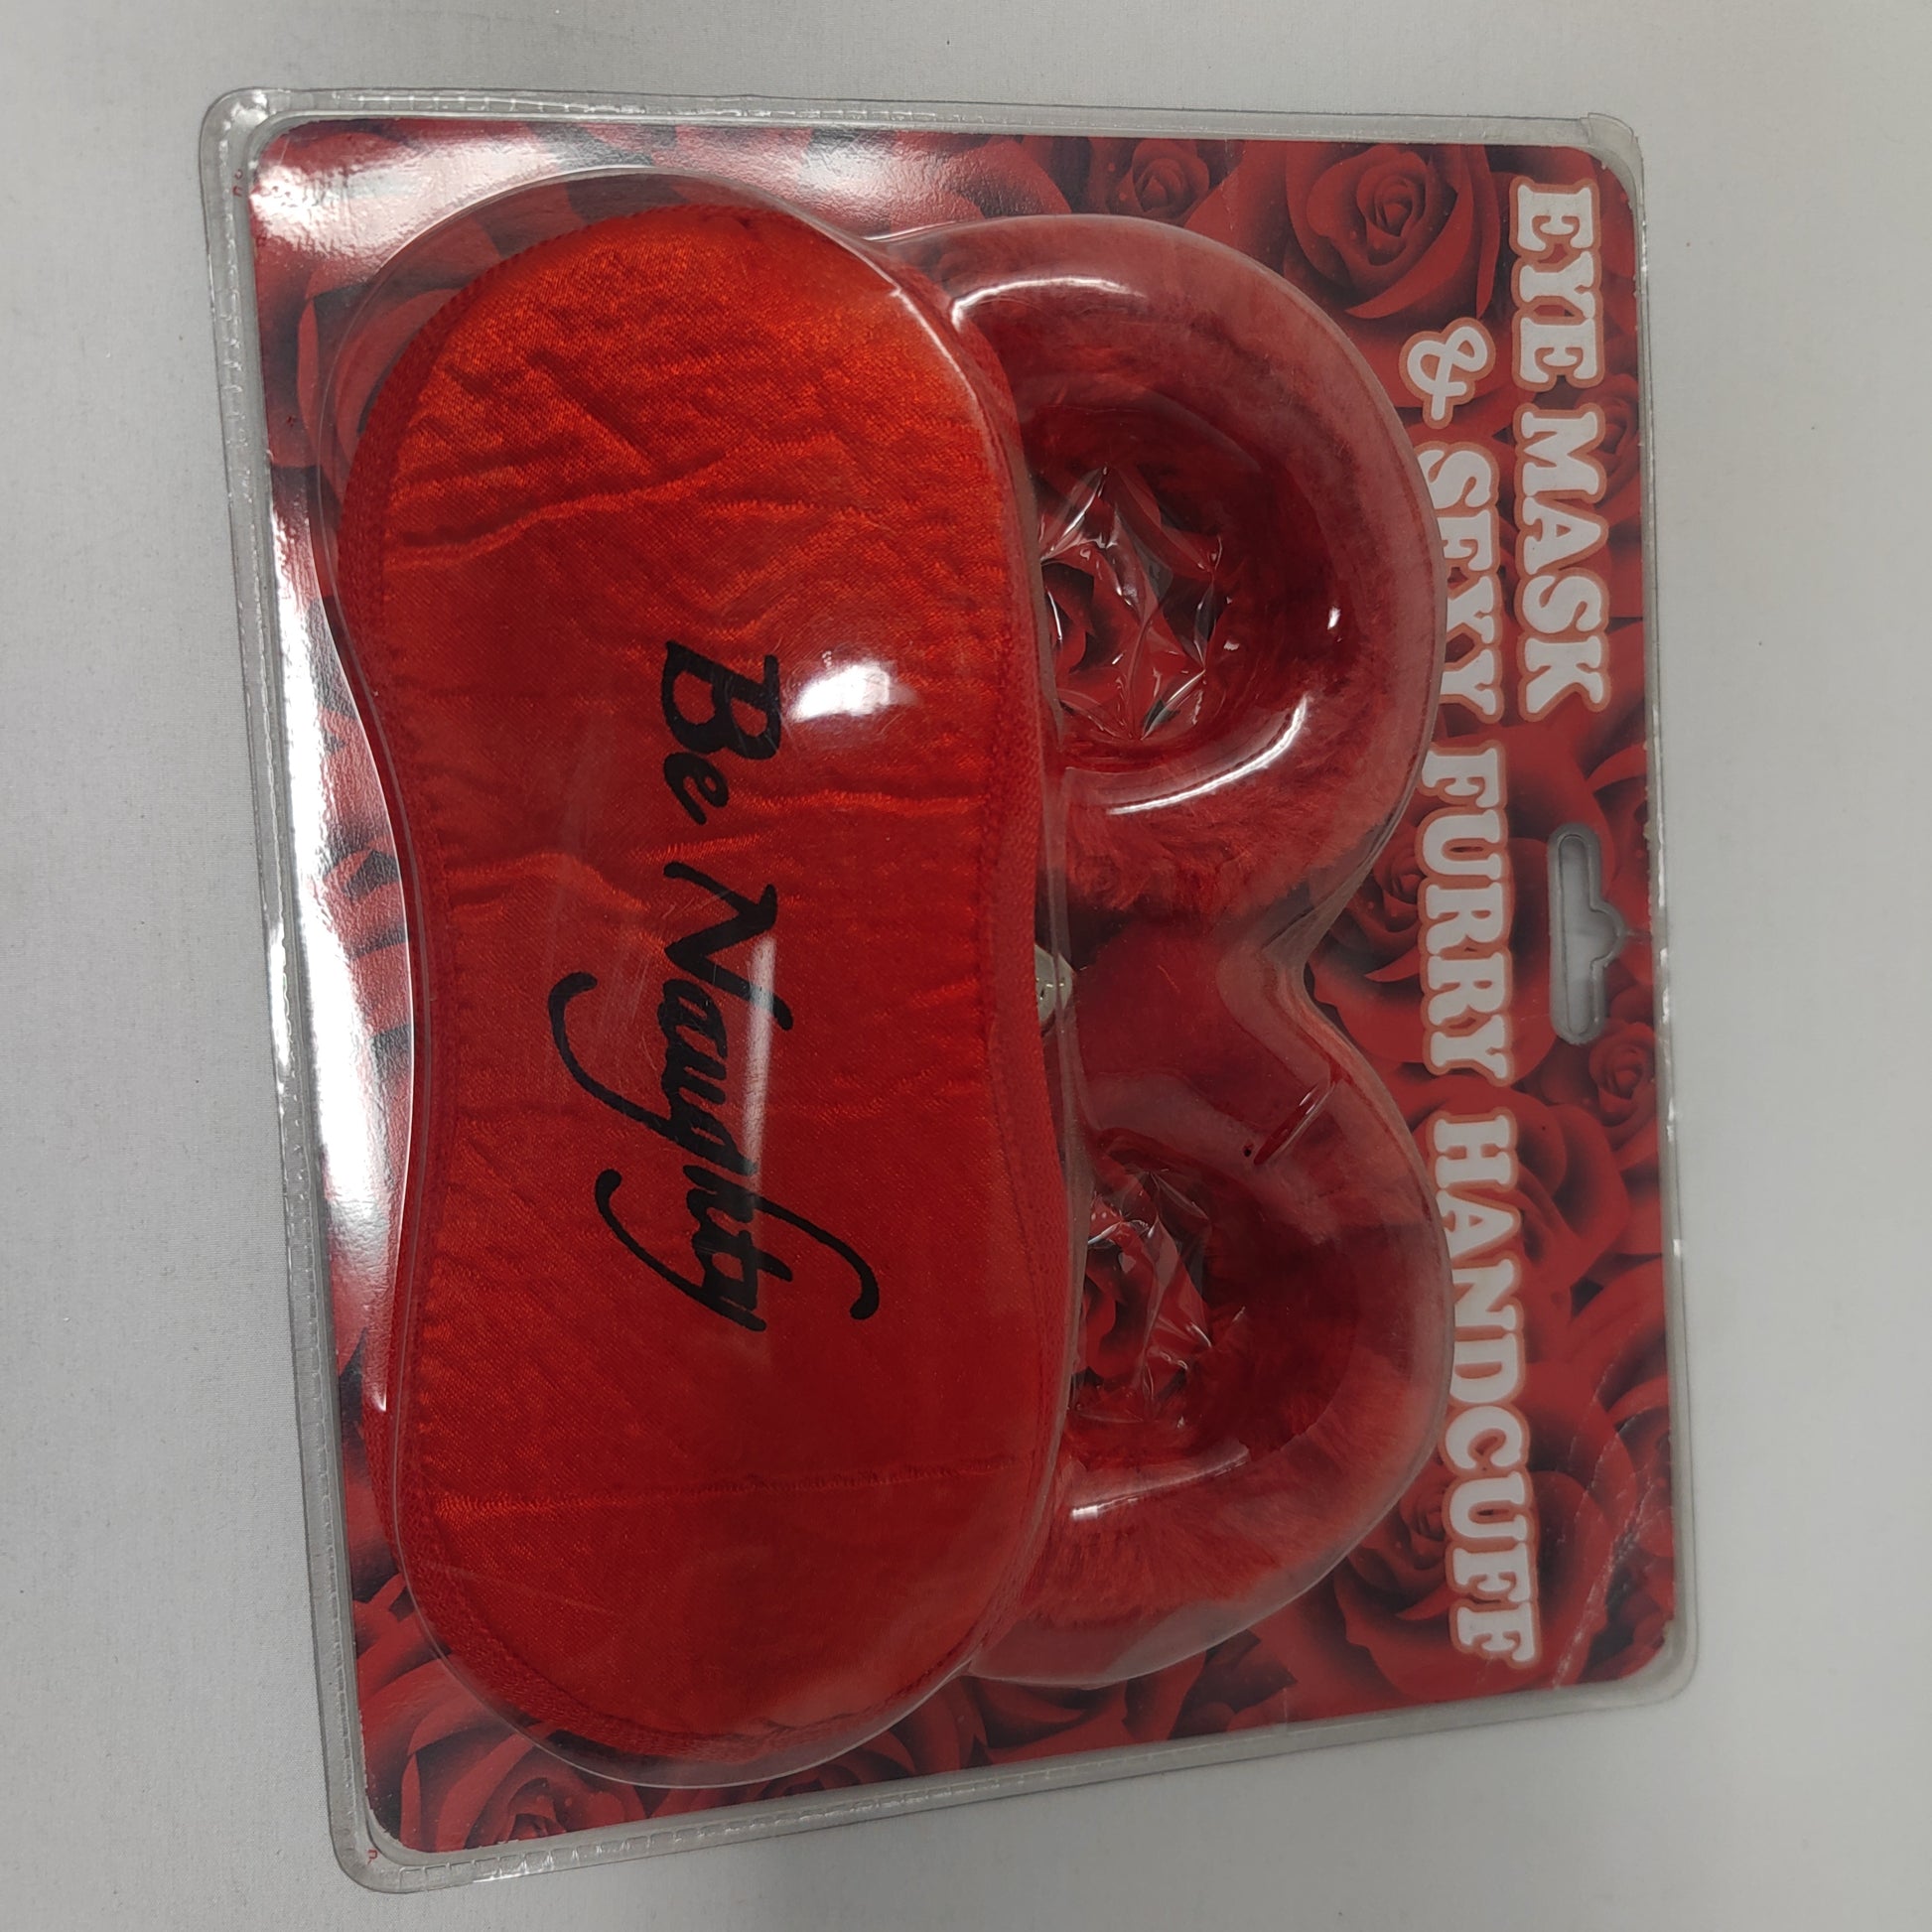 EYE MASK
& SEXY FURRY HANDCUFF
Be Naughty